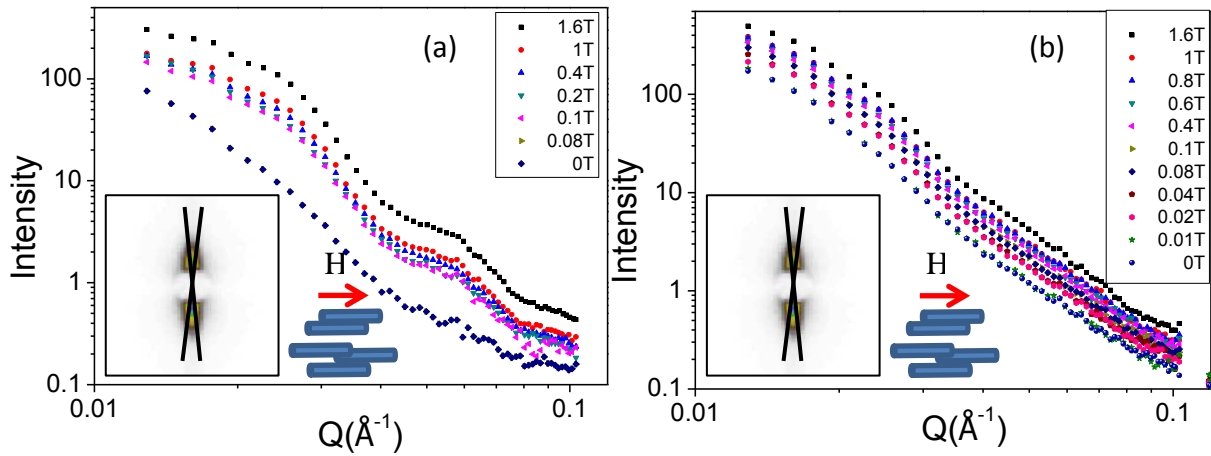 (a)
1.6T
1T
0.4T
0.2T
0.1T
0.08T
0T
100
10
1
0.1
0.01
0.1
Intensity
Q(Å-1)
H
(b)
1.6T
1T
0.8T
0.6T
0.4T
0.1T
0.08T
0.04T
0.02T
0.01T
0T
100
10
1
0.1
0.01
0.1
Intensity
Q(Å-1)
H